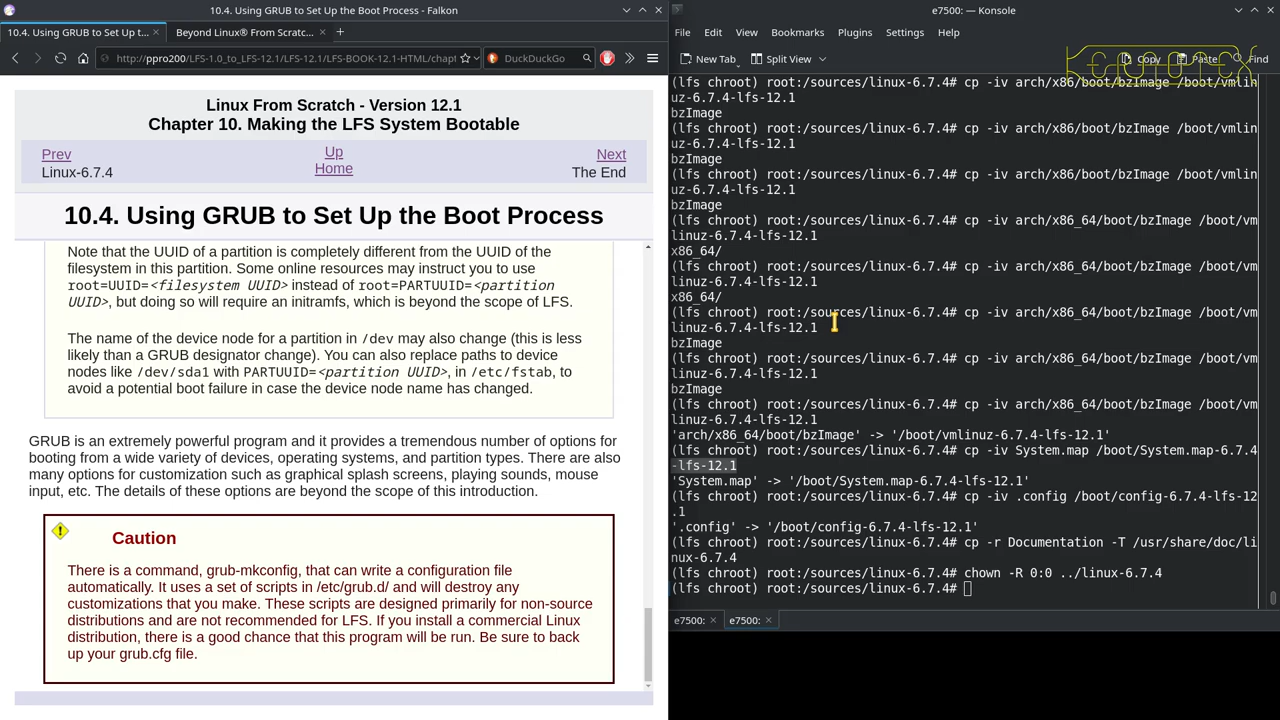 10.4. Using GRUB to Set Up the Boot Process - Falkon
10.4. Using GRUB to Set Up t...
Beyond Linux® From Scratc...
http://ppro200/LFS-1.0_to_LFS-12.1/LFS-12.1/LFS-BOOK-12.1-HTML/chapt
DuckDuckGo
Linux From Scratch - Version 12.1
Chapter 10. Making the LFS System Bootable
Prev
Up
Next
Linux-6.7.4
Home
The End
10.4. Using GRUB to Set Up the Boot Process
Note that the UUID of a partition is completely different from the UUID of the
filesystem in this partition. Some online resources may instruct you to use
root=UUID=<filesystem UUID> instead of root=PARTUUID=<partition
UUID>, but doing so will require an initramfs, which is beyond the scope of LFS.
The name of the device node for a partition in /dev may also change (this is less
likely than a GRUB designator change). You can also replace paths to device
nodes like /dev/sda1 with PARTUUID=<partition UUID>, in /etc/fstab, to
avoid a potential boot failure in case the device node name has changed.
GRUB is an extremely powerful program and it provides a tremendous number of options for
booting from a wide variety of devices, operating systems, and partition types. There are also
many options for customization such as graphical splash screens, playing sounds, mouse
input, etc. The details of these options are beyond the scope of this introduction.
Caution
There is a command, grub-mkconfig, that can write a configuration file
automatically. It uses a set of scripts in /etc/grub.d/ and will destroy any
customizations that you make. These scripts are designed primarily for non-source
distributions and are not recommended for LFS. If you install a commercial Linux
distribution, there is a good chance that this program will be run. Be sure to back
up your grub.cfg file.
e7500: — Konsole
File Edit View Bookmarks Plugins Settings Help
New Tab Split View Copy Paste Find
(lfs chroot) root:/sources/linux-6.7.4# cp -iv arch/x86/boot/bzImage /boot/vmlin
uz-6.7.4-lfs-12.1
bzImage
(lfs chroot) root:/sources/linux-6.7.4# cp -iv arch/x86/boot/bzImage /boot/vmlin
uz-6.7.4-lfs-12.1
bzImage
(lfs chroot) root:/sources/linux-6.7.4# cp -iv arch/x86/boot/bzImage /boot/vmlin
uz-6.7.4-lfs-12.1
bzImage
(lfs chroot) root:/sources/linux-6.7.4# cp -iv arch/x86_64/boot/bzImage /boot/vm
linuz-6.7.4-lfs-12.1
x86_64/
(lfs chroot) root:/sources/linux-6.7.4# cp -iv arch/x86_64/boot/bzImage /boot/vm
linuz-6.7.4-lfs-12.1
x86_64/
(lfs chroot) root:/sources/linux-6.7.4# cp -iv arch/x86_64/boot/bzImage /boot/vm
linuz-6.7.4-lfs-12.1
bzImage
(lfs chroot) root:/sources/linux-6.7.4# cp -iv arch/x86_64/boot/bzImage /boot/vm
linuz-6.7.4-lfs-12.1
bzImage
(lfs chroot) root:/sources/linux-6.7.4# cp -iv arch/x86_64/boot/bzImage /boot/vm
linuz-6.7.4-lfs-12.1
'arch/x86_64/boot/bzImage' -> '/boot/vmlinuz-6.7.4-lfs-12.1'
(lfs chroot) root:/sources/linux-6.7.4# cp -iv System.map /boot/System.map-6.7.4
-lfs-12.1
'System.map' -> '/boot/System.map-6.7.4-lfs-12.1'
(lfs chroot) root:/sources/linux-6.7.4# cp -iv .config /boot/config-6.7.4-lfs-12
.1
'.config' -> '/boot/config-6.7.4-lfs-12.1'
(lfs chroot) root:/sources/linux-6.7.4# cp -r Documentation -T /usr/share/doc/li
nux-6.7.4
(lfs chroot) root:/sources/linux-6.7.4# chown -R 0:0 ../linux-6.7.4
(lfs chroot) root:/sources/linux-6.7.4#
e7500:
e7500: